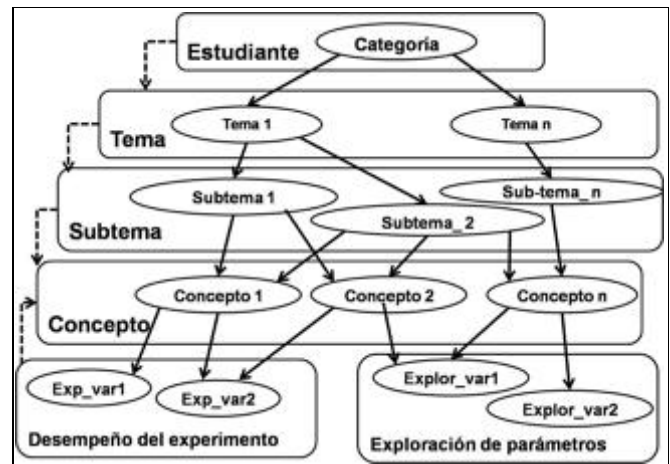 Categoría
Estudiante
Tema 1
Tema n
Tema
Subtema 1
Sub-tema_n
Subtema_2
Subtema
Concepto 1
Concepto 2
Concepto n
Concepto
Exp_var1
Exp_var2
Explor_var1
Explor_var2
Desempeño del experimento
Exploración de parámetros